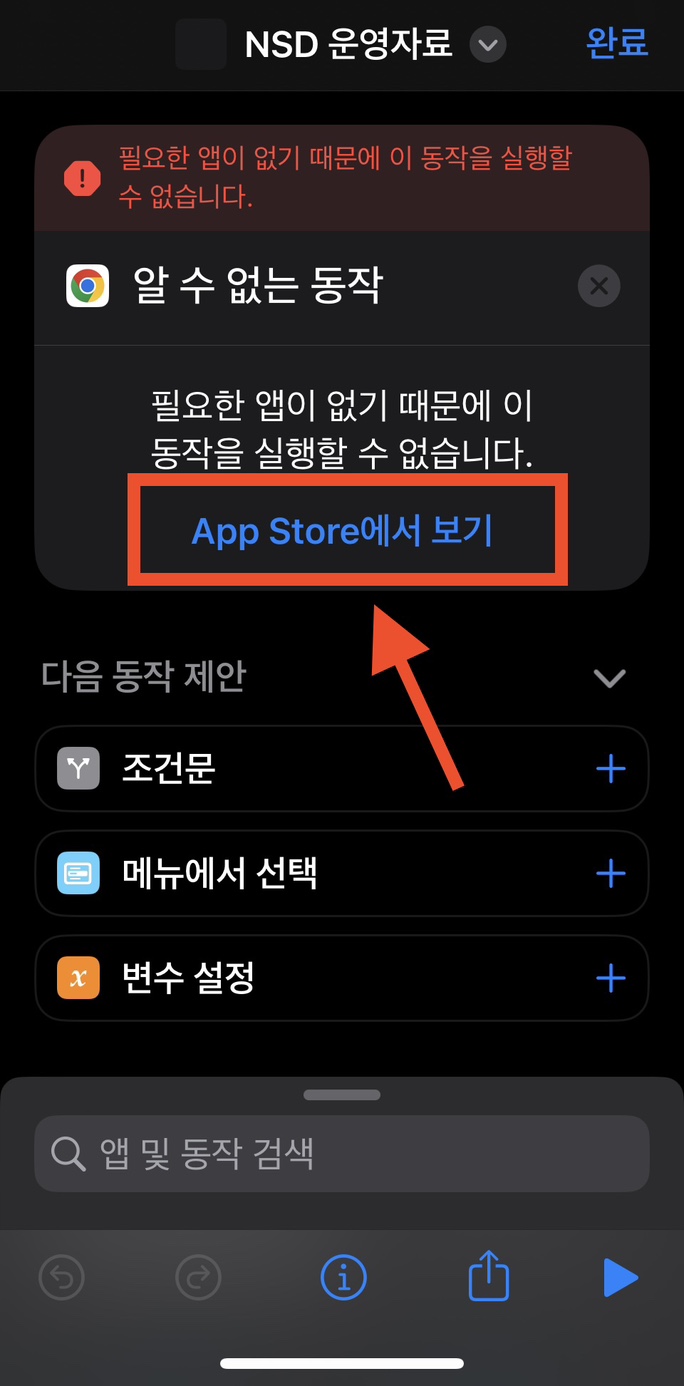 NSD 운영자료
완료
필요한 앱이 없기 때문에 이 동작을 실행할
수 없습니다.
알 수 없는 동작
필요한 앱이 없기 때문에 이
동작을 실행할 수 없습니다.
App Store에서 보기
다음 동작 제안
조건문
메뉴에서 선택
x 변수 설정
앱 및 동작 검색